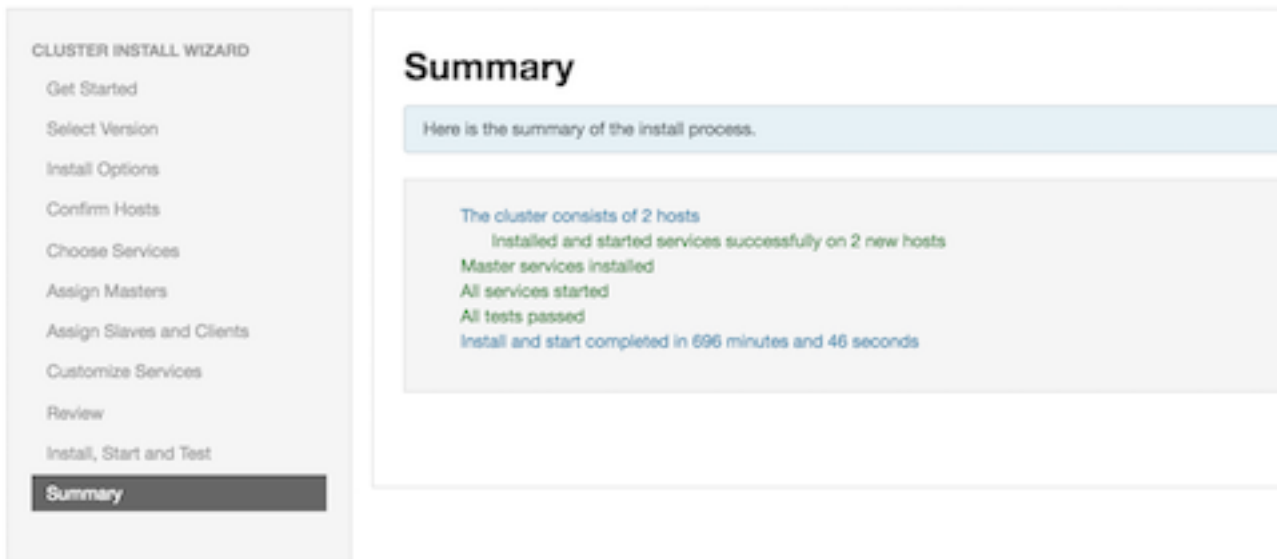 CLUSTER INSTALL WIZARD
Get Started
Select Version
Install Options
Confirm Hosts
Choose Services
Assign Masters
Assign Slaves and Clients
Customize Services
Review
Install, Start and Test
Summary
Summary
Here is the summary of the install process.
The cluster consists of 2 hosts
Installed and started services successfully on 2 new hosts
Master services installed
All services started
All tests passed
Install and start completed in 696 minutes and 46 seconds